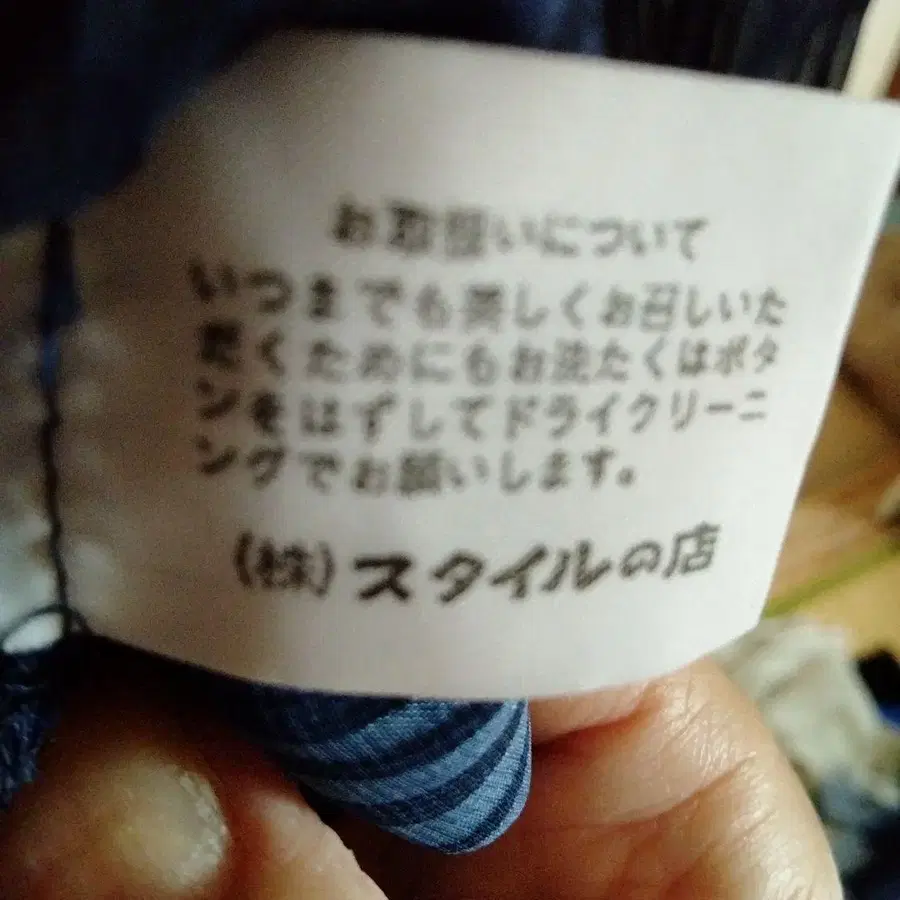 お取扱いについて
いつまでも美しくお召しいた
だくためにもお洗たくはボタ
ンをはずしてドライクリーニ
ングでお願いします。
(株)スタイルの店